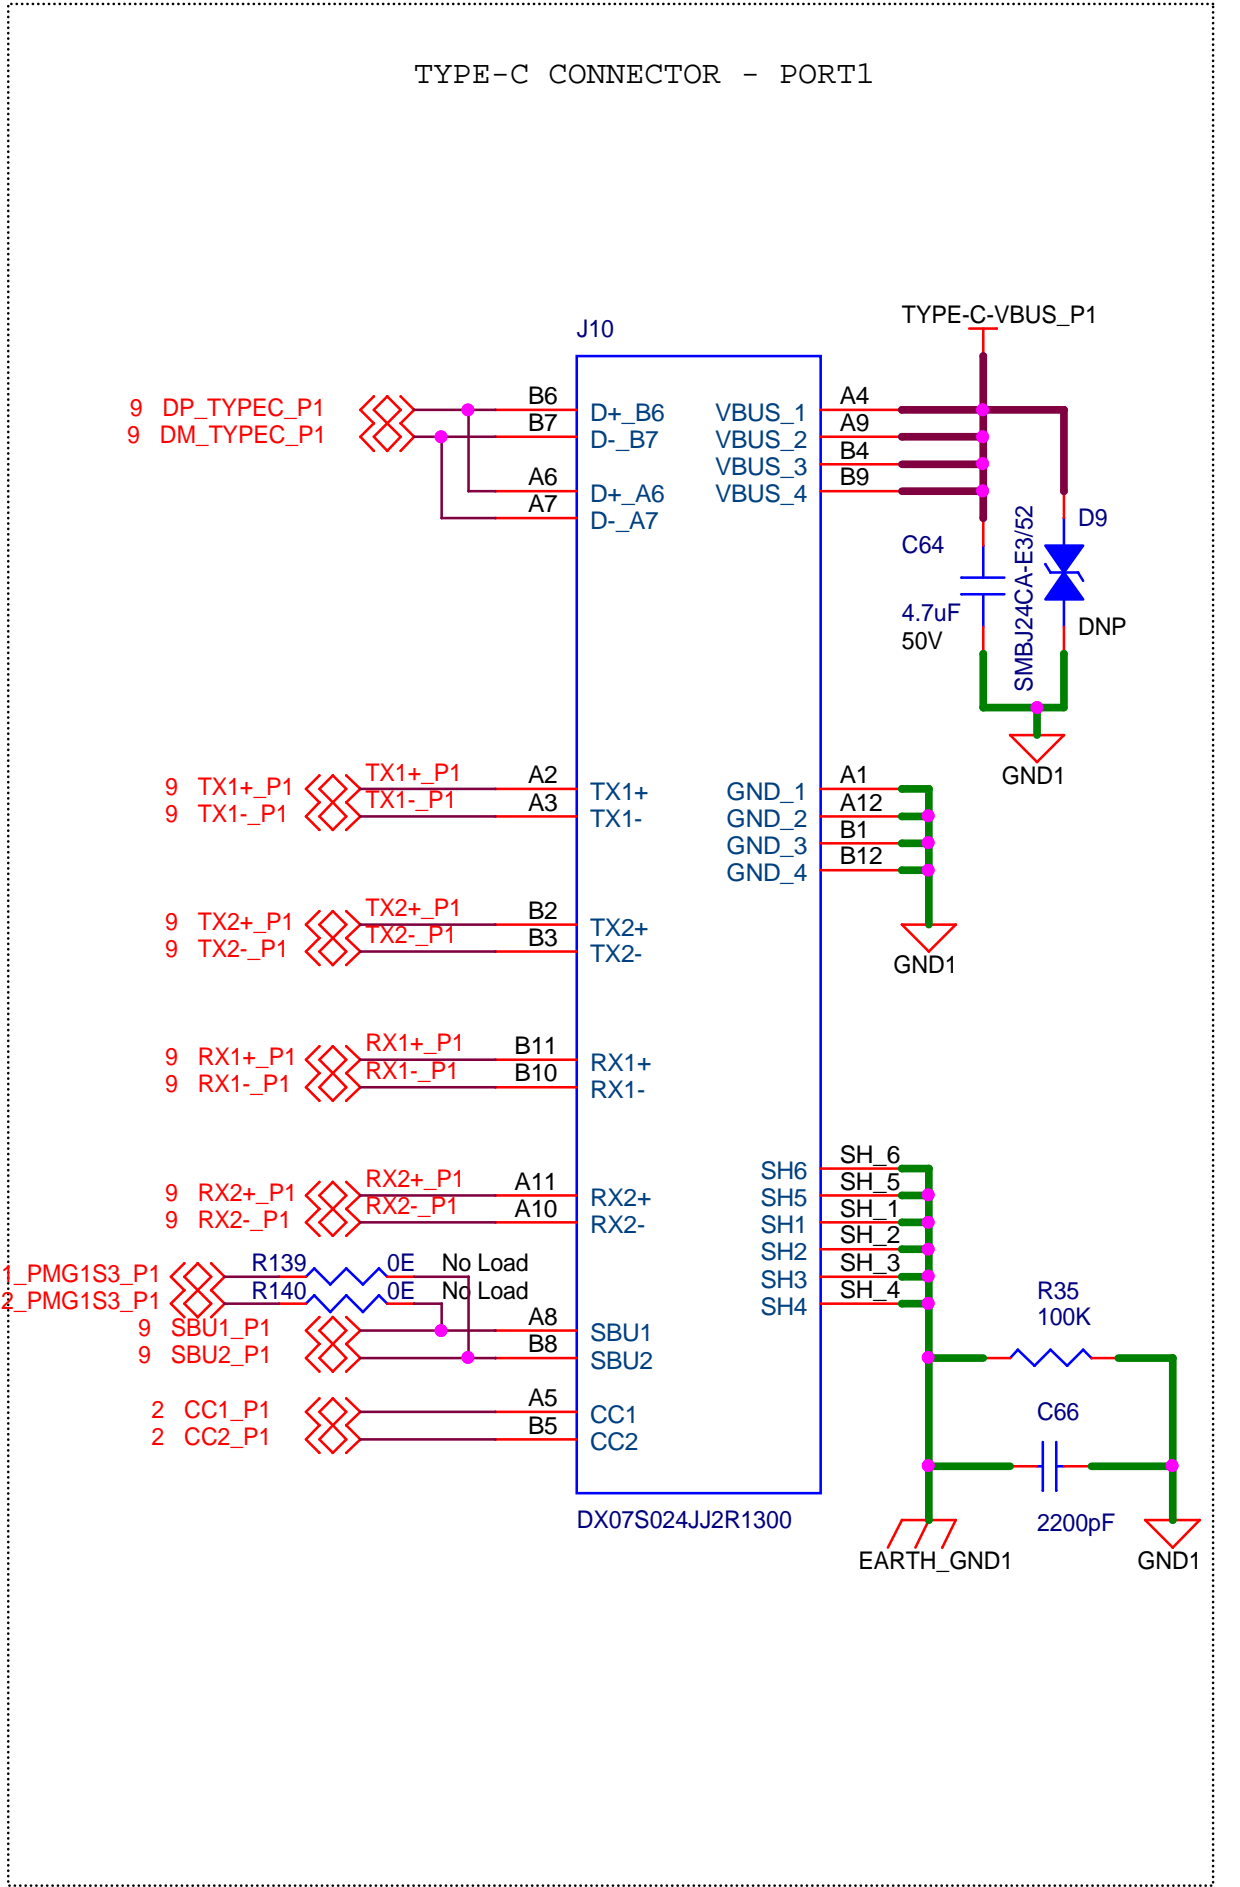 TYPE-C CONNECTOR - PORT1
TYPE-C-VBUS_P1
J10
9 DP_TYPEC_P1
9 DM_TYPEC_P1
B6
B7
A6
A7
D+_B6
D-_B7
D+_A6
D-_A7
VBUS_1
VBUS_2
VBUS_3
VBUS_4
A4
A9
B4
B9
C64
4.7uF
50V
SMBJ24CA-E3/52
D9
DNP
GND1
9 TX1+_P1
9 TX1-_P1
TX1+_P1
TX1-_P1
A2
A3
TX1+
TX1-
GND_1
GND_2
GND_3
GND_4
A1
A12
B1
B12
GND1
9 TX2+_P1
9 TX2-_P1
TX2+_P1
TX2-_P1
B2
B3
TX2+
TX2-
9 RX1+_P1
9 RX1-_P1
RX1+_P1
RX1-_P1
B11
B10
RX1+
RX1-
9 RX2+_P1
9 RX2-_P1
RX2+_P1
RX2-_P1
A11
A10
RX2+
RX2-
SH6
SH5
SH1
SH2
SH3
SH4
SH_6
SH_5
SH_1
SH_2
SH_3
SH_4
1_PMG1S3_P1
2_PMG1S3_P1
R139 0E No Load
R140 0E No Load
9 SBU1_P1
9 SBU2_P1
A8
B8
SBU1
SBU2
2 CC1_P1
2 CC2_P1
A5
B5
CC1
CC2
R35
100K
C66
2200pF
DX07S024JJ2R1300
EARTH_GND1
GND1